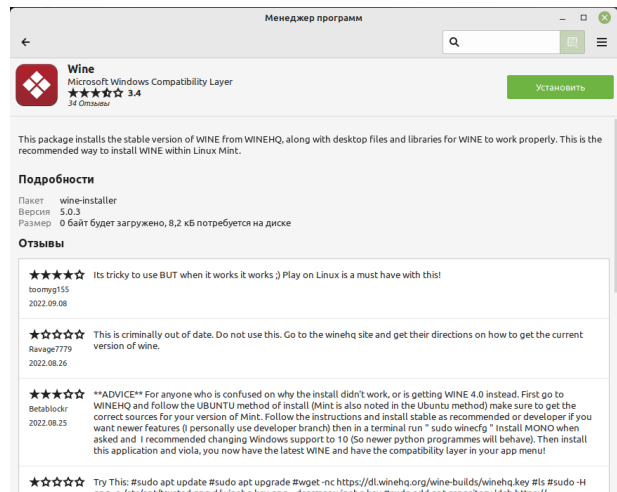 Менеджер программ
Wine
Microsoft Windows Compatibility Layer
3.4
34 Отзывы
Установить
This package installs the stable version of WINE from WINEHQ, along with desktop files and libraries for WINE to work properly. This is the
recommended way to install WINE within Linux Mint.
Подробности
Пакет wine-installer
Версия 5.0.3
Размер 0 байт будет загружено, 8,2 кБ потребуется на диске
Отзывы
Its tricky to use BUT when it works it works ;) Play on Linux is a must have with this!
toomyg155
2022.09.08
This is criminally out of date. Do not use this. Go to the winehq site and get their directions on how to get the current
version of wine.
Ravage7779
2022.08.26
**ADVICE** For anyone who is confused on why the install didn't work, or is getting WINE 4.0 instead. First go to
WINEHQ and follow the UBUNTU method of install (Mint is also noted in the Ubuntu method) make sure to get the
correct sources for your version of Mint. Follow the instructions and install stable as recommended or developer if you
want newer features (I personally use developer branch) then in a terminal run " sudo winecfg " Install MONO when
asked and I recommended changing Windows support to 10 (So newer python programmes will behave). Then install
this application and viola, you now have the latest WINE and have the compatibility layer in your app menu!
Betablockr
2022.08.25
Try This: #sudo apt update #sudo apt upgrade #wget -nc https://dl.winehq.org/wine-builds/winehq.key #ls #sudo -H